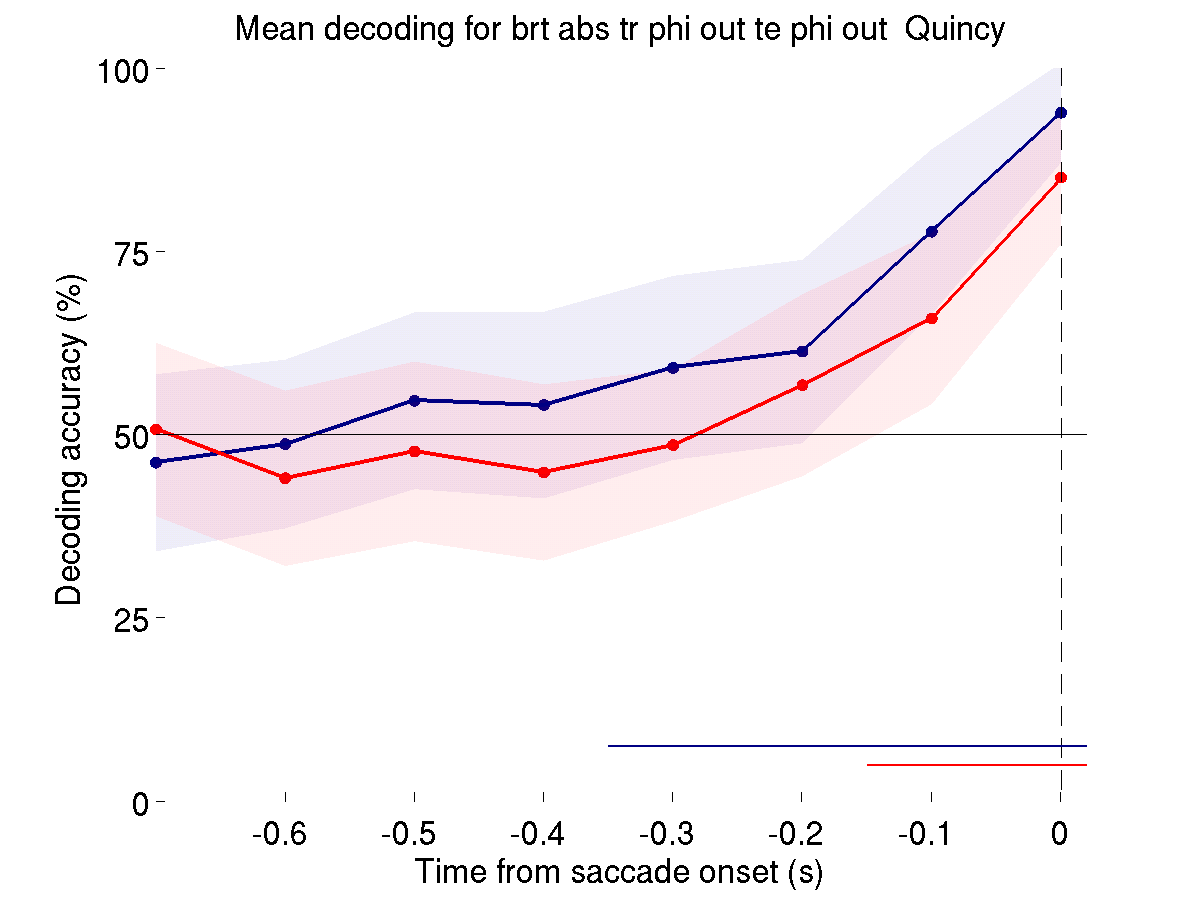 Mean decoding for brt abs tr phi out te phi out  Quincy
100
75
50
25
0
Decoding accuracy (%)
-0.6 -0.5 -0.4 -0.3 -0.2 -0.1 0
Time from saccade onset (s)